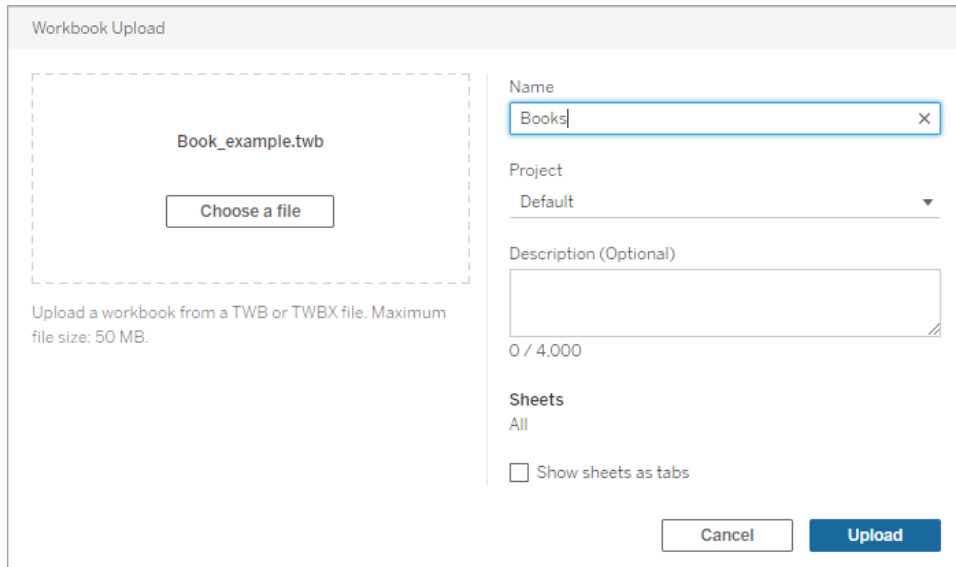 Workbook Upload
Book_example.twb
Choose a file
Upload a workbook from a TWB or TWBX file. Maximum
file size: 50 MB.
Name
Books
Project
Default
Description (Optional)
0 / 4,000
Sheets
All
Show sheets as tabs
Cancel
Upload